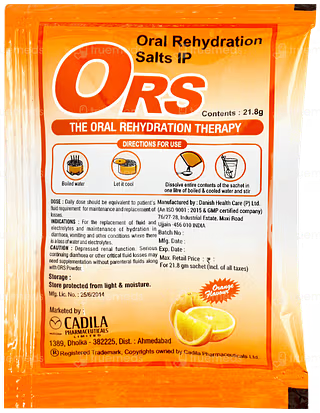 Oral Rehydration
Salts IP
ORS
Contents : 21.8g
THE ORAL REHYDRATION THERAPY
DIRECTIONS FOR USE
Boiled water
Let it cool
Dissolve entire contents of the sachet in
one litre of boiled & cooled water and stir
DOSE : Daily dose should be equivalent to patient's
fluid requirement for maintenance and replacement of
losses.
INDICATIONS : For the replacement of fluid and
electrolytes and maintenance of hydration in
diarrhoea, vomiting and other conditions where there
is a loss of water and electrolytes.
CAUTION : Depressed renal function. Serious
continuing diarrhoea or other critical fluid losses may
need supplementation without parenteral fluids along
with ORS Powder
Storage :
Store protected from light & moisture.
Mfg. Lic. No. : 25/6/2014
Manufactured by : Danish Health Care (P) Ltd.
(An ISO 9001 : 2015 & GMP certified company)
76/27-28, Industrial Estate, Maxi Road
Ujjain- 456 010 INDIA
Batch No :
Mfg. Date :
Exp. Date :
Max. Retail Price : ₹ :
For 21.8 gm sachet (incl. of all taxes)
Orange
Flavour
Marketed by :
CADILA
PHARMACEUTICALS
LIMITED
1389, Dholka - 382225, Dist. : Ahmedabad
® Registered Trademark, Copyrights owned by Cadila Pharmaceuticals Ltd.